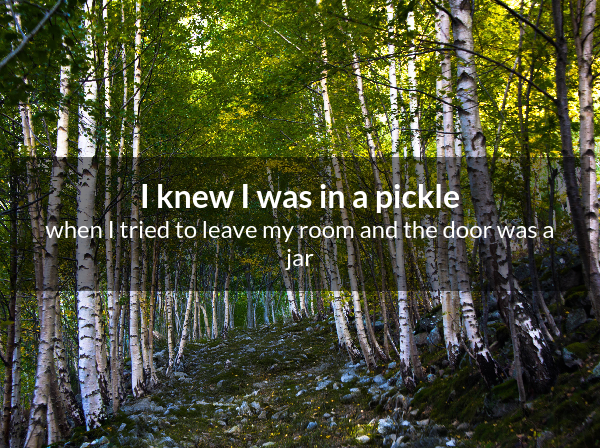 I knew I was in a pickle
when I tried to leave my room and the door was a
jar